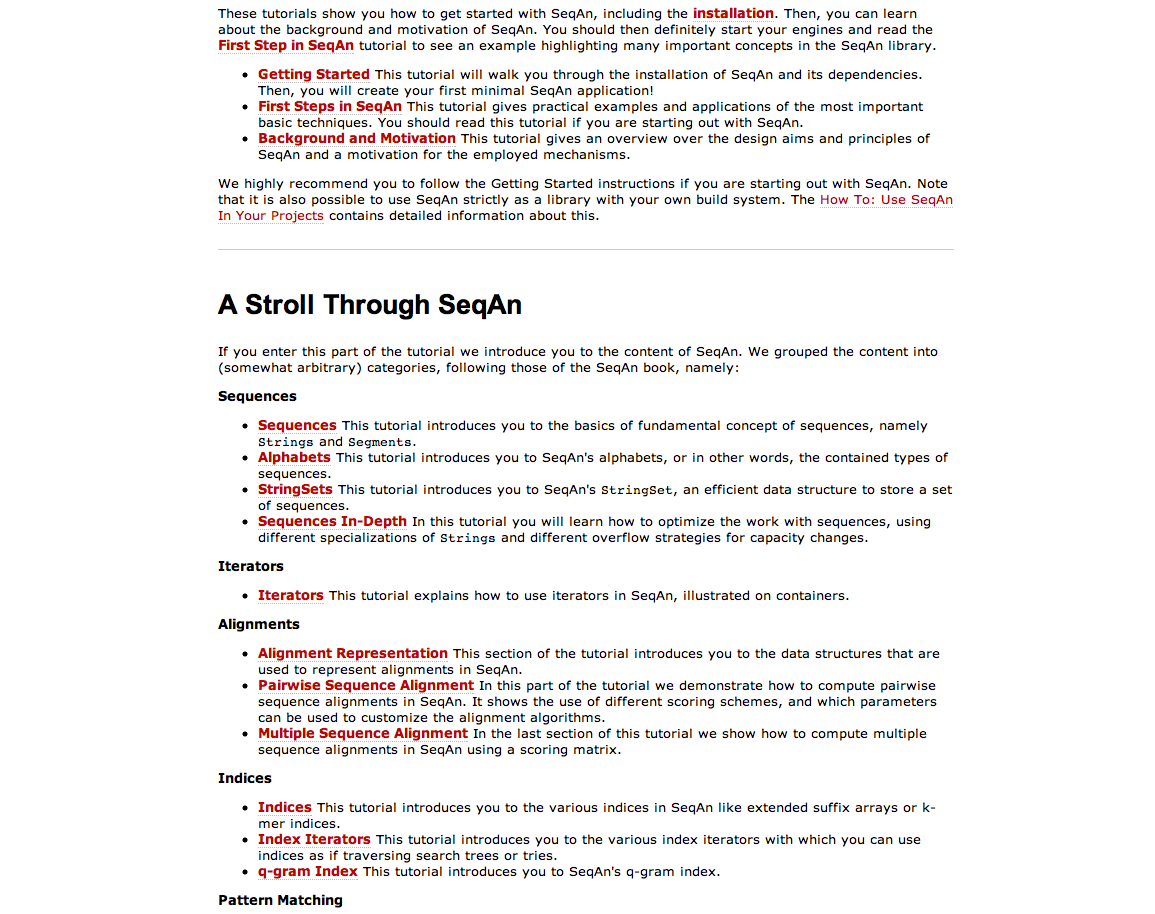 These tutorials show you how to get started with SeqAn, including the installation. Then, you can learn
about the background and motivation of SeqAn. You should then definitely start your engines and read the
First Step in SeqAn tutorial to see an example highlighting many important concepts in the SeqAn library.
• Getting Started This tutorial will walk you through the installation of SeqAn and its dependencies.
Then, you will create your first minimal SeqAn application!
• First Steps in SeqAn This tutorial gives practical examples and applications of the most important
basic techniques. You should read this tutorial if you are starting out with SeqAn.
• Background and Motivation This tutorial gives an overview over the design aims and principles of
SeqAn and a motivation for the employed mechanisms.
We highly recommend you to follow the Getting Started instructions if you are starting out with SeqAn. Note
that it is also possible to use SeqAn strictly as a library with your own build system. The How To: Use SeqAn
In Your Projects contains detailed information about this.
A Stroll Through SeqAn
If you enter this part of the tutorial we introduce you to the content of SeqAn. We grouped the content into
(somewhat arbitrary) categories, following those of the SeqAn book, namely:
Sequences
• Sequences This tutorial introduces you to the basics of fundamental concept of sequences, namely
Strings and Segments.
• Alphabets This tutorial introduces you to SeqAn's alphabets, or in other words, the contained types of
sequences.
• StringSets This tutorial introduces you to SeqAn's StringSet, an efficient data structure to store a set
of sequences.
• Sequences In-Depth In this tutorial you will learn how to optimize the work with sequences, using
different specializations of Strings and different overflow strategies for capacity changes.
Iterators
• Iterators This tutorial explains how to use iterators in SeqAn, illustrated on containers.
Alignments
• Alignment Representation This section of the tutorial introduces you to the data structures that are
used to represent alignments in SeqAn.
• Pairwise Sequence Alignment In this part of the tutorial we demonstrate how to compute pairwise
sequence alignments in SeqAn. It shows the use of different scoring schemes, and which parameters
can be used to customize the alignment algorithms.
• Multiple Sequence Alignment In the last section of this tutorial we show how to compute multiple
sequence alignments in SeqAn using a scoring matrix.
Indices
• Indices This tutorial introduces you to the various indices in SeqAn like extended suffix arrays or k-
mer indices.
• Index Iterators This tutorial introduces you to the various index iterators with which you can use
indices as if traversing search trees or tries.
• q-gram Index This tutorial introduces you to SeqAn's q-gram index.
Pattern Matching